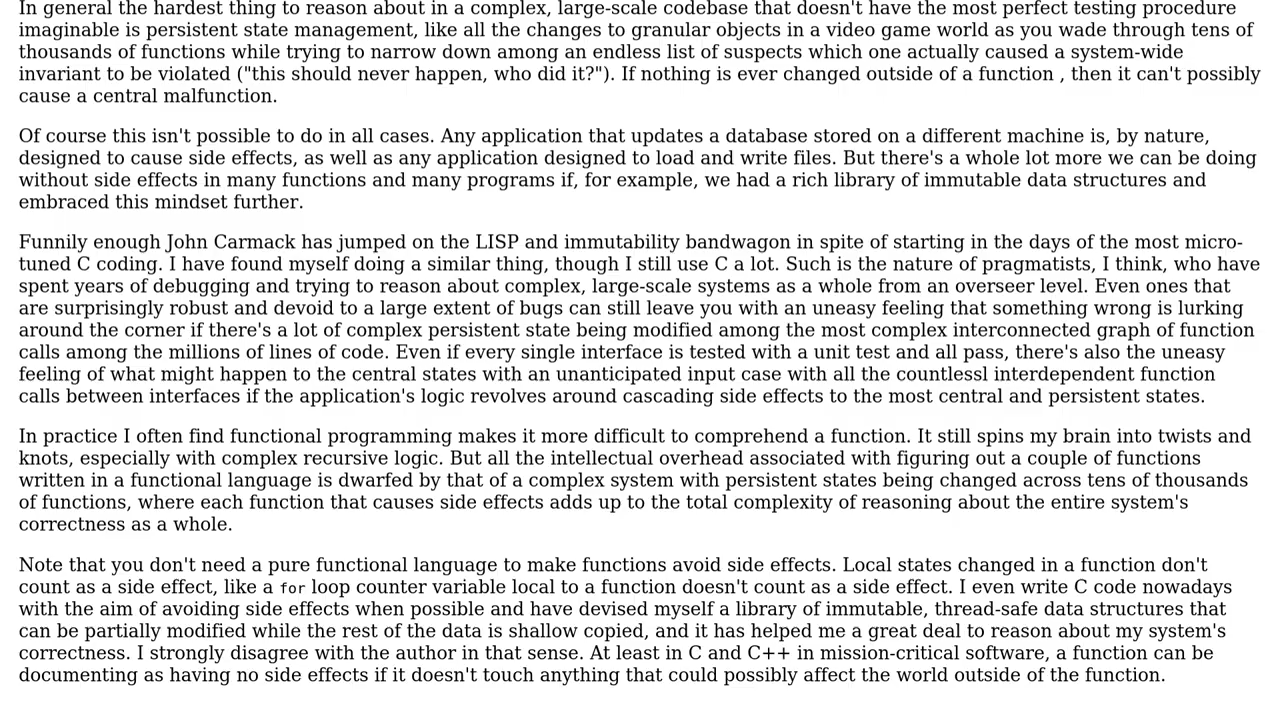 In general the hardest thing to reason about in a complex, large-scale codebase that doesn't have the most perfect testing procedure
imaginable is persistent state management, like all the changes to granular objects in a video game world as you wade through tens of
thousands of functions while trying to narrow down among an endless list of suspects which one actually caused a system-wide
invariant to be violated ("this should never happen, who did it?"). If nothing is ever changed outside of a function , then it can't possibly
cause a central malfunction.
Of course this isn't possible to do in all cases. Any application that updates a database stored on a different machine is, by nature,
designed to cause side effects, as well as any application designed to load and write files. But there's a whole lot more we can be doing
without side effects in many functions and many programs if, for example, we had a rich library of immutable data structures and
embraced this mindset further.
Funnily enough John Carmack has jumped on the LISP and immutability bandwagon in spite of starting in the days of the most micro-
tuned C coding. I have found myself doing a similar thing, though I still use C a lot. Such is the nature of pragmatists, I think, who have
spent years of debugging and trying to reason about complex, large-scale systems as a whole from an overseer level. Even ones that
are surprisingly robust and devoid to a large extent of bugs can still leave you with an uneasy feeling that something wrong is lurking
around the corner if there's a lot of complex persistent state being modified among the most complex interconnected graph of function
calls among the millions of lines of code. Even if every single interface is tested with a unit test and all pass, there's also the uneasy
feeling of what might happen to the central states with an unanticipated input case with all the countlessl interdependent function
calls between interfaces if the application's logic revolves around cascading side effects to the most central and persistent states.
In practice I often find functional programming makes it more difficult to comprehend a function. It still spins my brain into twists and
knots, especially with complex recursive logic. But all the intellectual overhead associated with figuring out a couple of functions
written in a functional language is dwarfed by that of a complex system with persistent states being changed across tens of thousands
of functions, where each function that causes side effects adds up to the total complexity of reasoning about the entire system's
correctness as a whole.
Note that you don't need a pure functional language to make functions avoid side effects. Local states changed in a function don't
count as a side effect, like a for loop counter variable local to a function doesn't count as a side effect. I even write C code nowadays
with the aim of avoiding side effects when possible and have devised myself a library of immutable, thread-safe data structures that
can be partially modified while the rest of the data is shallow copied, and it has helped me a great deal to reason about my system's
correctness. I strongly disagree with the author in that sense. At least in C and C++ in mission-critical software, a function can be
documenting as having no side effects if it doesn't touch anything that could possibly affect the world outside of the function.